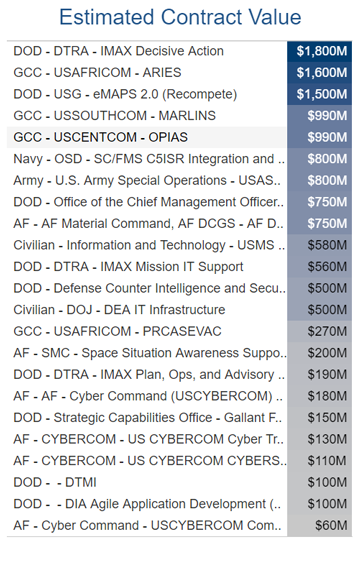 Estimated Contract Value
DOD - DTRA - IMAX Decisive Action $1,800M
GCC - USAFRICOM - ARIES $1,600M
DOD - USG - eMAPS 2.0 (Recompete) $1,500M
GCC - USSOUTHCOM - MARLINS $990M
GCC - USCENTCOM - OPIAS $990M
Navy - OSD - SC/FMS C5ISR Integration and .. $800M
Army - U.S. Army Special Operations - USAS.. $800M
DOD - Office of the Chief Management Officer.. $750M
AF - AF Material Command, AF DCGS - AF D.. $750M
Civilian - Information and Technology - USMS .. $580M
DOD - DTRA - IMAX Mission IT Support $560M
DOD - Defense Counter Intelligence and Secu.. $500M
Civilian - DOJ - DEA IT Infrastructure $500M
GCC - USAFRICOM - PRCASEVAC $270M
AF - SMC - Space Situation Awareness Suppo.. $200M
DOD - DTRA - IMAX Plan, Ops, and Advisory .. $190M
AF - AF - Cyber Command (USCYBERCOM) .. $180M
DOD - Strategic Capabilities Office - Gallant F.. $150M
AF - CYBERCOM - US CYBERCOM Cyber Tr.. $130M
AF - CYBERCOM - US CYBERCOM CYBERS.. $110M
DOD - - DTMI $100M
DOD - - DIA Agile Application Development (.. $100M
AF - Cyber Command - USCYBERCOM Com.. $60M